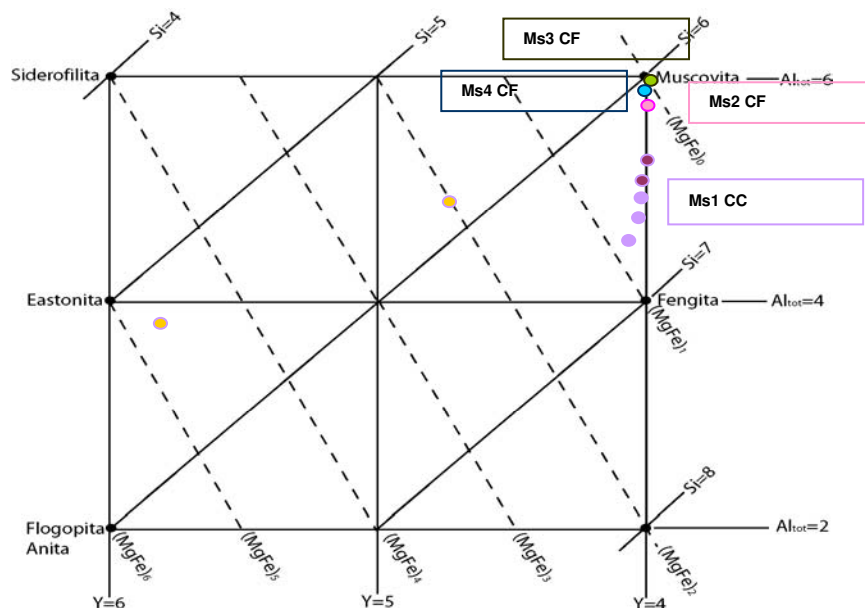 Si=4
Si=5
Ms3 CF
Si=6
Siderofilita
Muscovita
Altot=6
Ms4 CF
Ms2 CF
(MgFe)0
Ms1 CC
Si=7
Eastonita
Fengita
Altot=4
(MgFe)1
Si=8
Flogopita
Anita
Altot=2
(MgFe)6
(MgFe)5
(MgFe)4
(MgFe)3
(MgFe)2
Y=6
Y=5
Y=4